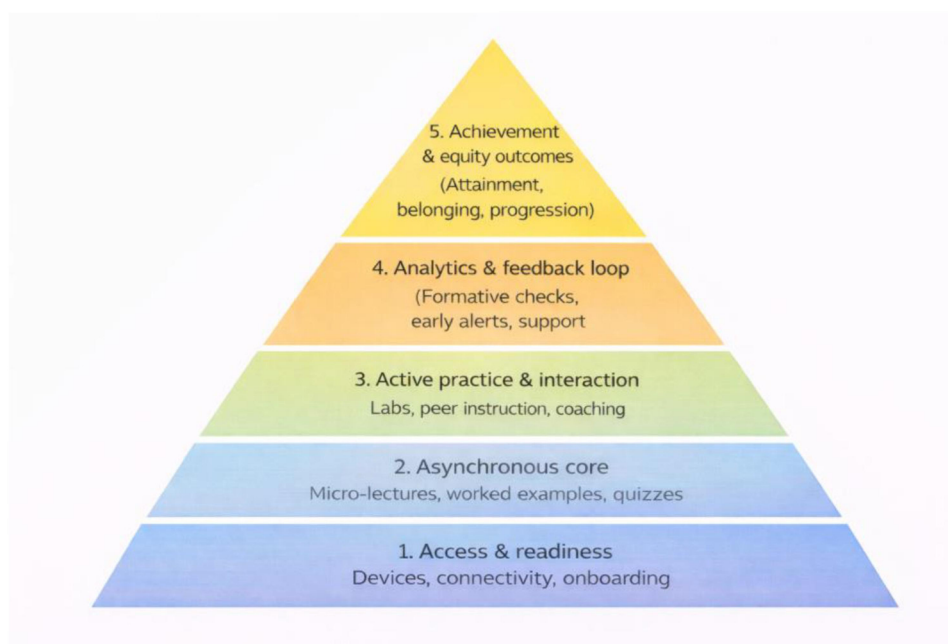 5. Achievement
& equity outcomes
(Attainment,
belonging, progression)
4. Analytics & feedback loop
(Formative checks,
early alerts, support
3. Active practice & interaction
Labs, peer instruction, coaching
2. Asynchronous core
Micro-lectures, worked examples, quizzes
1. Access & readiness
Devices, connectivity, onboarding